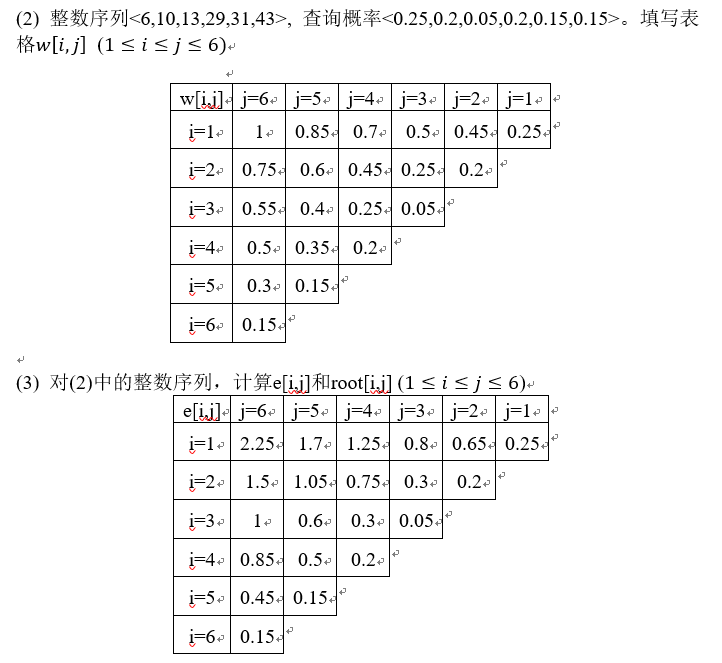 (2) 整数序列<6,10,13,29,31,43>, 查询概率<0.25,0.2,0.05,0.2,0.15,0.15>。填写表
格w[i,j] (1 ≤ i ≤ j ≤ 6)
w[i,j] j=6 j=5 j=4 j=3 j=2 j=1
i=1 1 0.85 0.7 0.5 0.45 0.25
i=2 0.75 0.6 0.45 0.25 0.2
i=3 0.55 0.4 0.25 0.05
i=4 0.5 0.35 0.2
i=5 0.3 0.15
i=6 0.15
(3) 对(2)中的整数序列，计算e[i,j]和root[i,j] (1 ≤ i ≤ j ≤ 6)
e[i,j] j=6 j=5 j=4 j=3 j=2 j=1
i=1 2.25 1.7 1.25 0.8 0.65 0.25
i=2 1.5 1.05 0.75 0.3 0.2
i=3 1 0.6 0.3 0.05
i=4 0.85 0.5 0.2
i=5 0.45 0.15
i=6 0.15